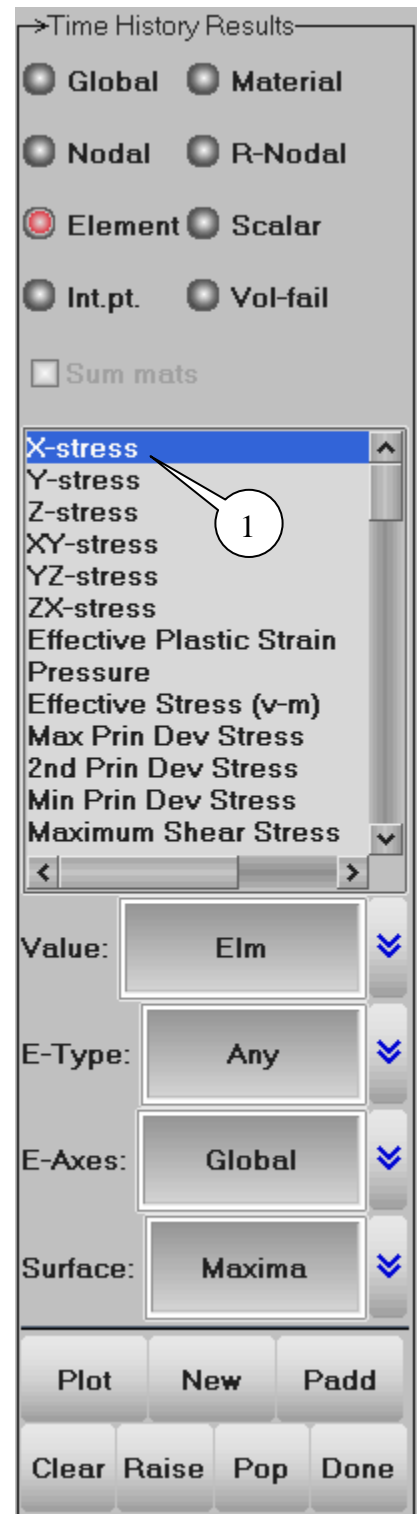 ->Time History Results
Global Material
Nodal R-Nodal
Element Scalar
Int.pt. Vol-fail
Sum mats
X-stress
Y-stress
1
Z-stress
XY-stress
YZ-stress
ZX-stress
Effective Plastic Strain
Pressure
Effective Stress (v-m)
Max Prin Dev Stress
2nd Prin Dev Stress
Min Prin Dev Stress
Maximum Shear Stress
Value: Elm
E-Type: Any
E-Axes: Global
Surface: Maxima
Plot New Padd
Clear Raise Pop Done